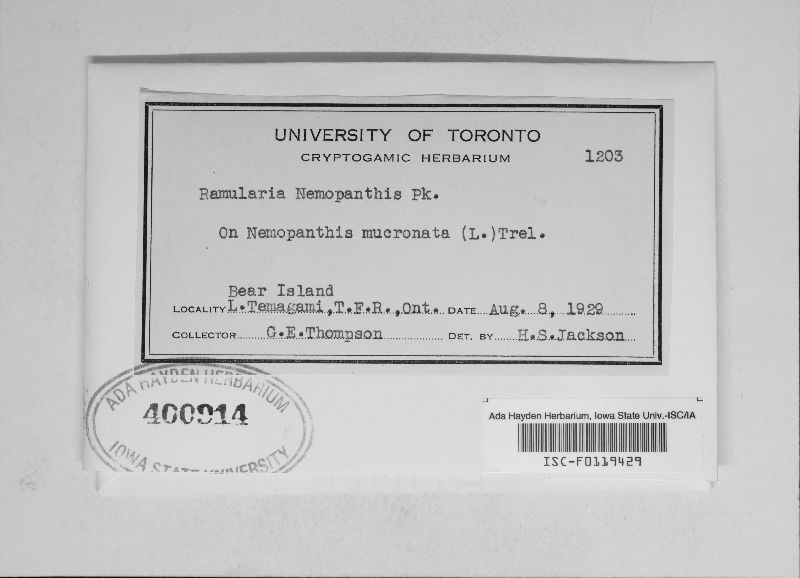 UNIVERSITY OF TORONTO
CRYPTOGAMIC HERBARIUM 1203
Ramularia Nemopanthis Pk.
On Nemopanthis mucronata (L.)Trel.
Bear Island
LOCALITY L.Temagami,T.F.R.,Ont. DATE Aug. 8, 1929
COLLECTOR G.E.Thompson DET. BY H.S.Jackson
ADA HAYDEN HERBARIUM
400914
IOWA STATE UNIVERSITY
Ada Hayden Herbarium, Iowa State Univ.-ISC/IA
ISC-F0119429